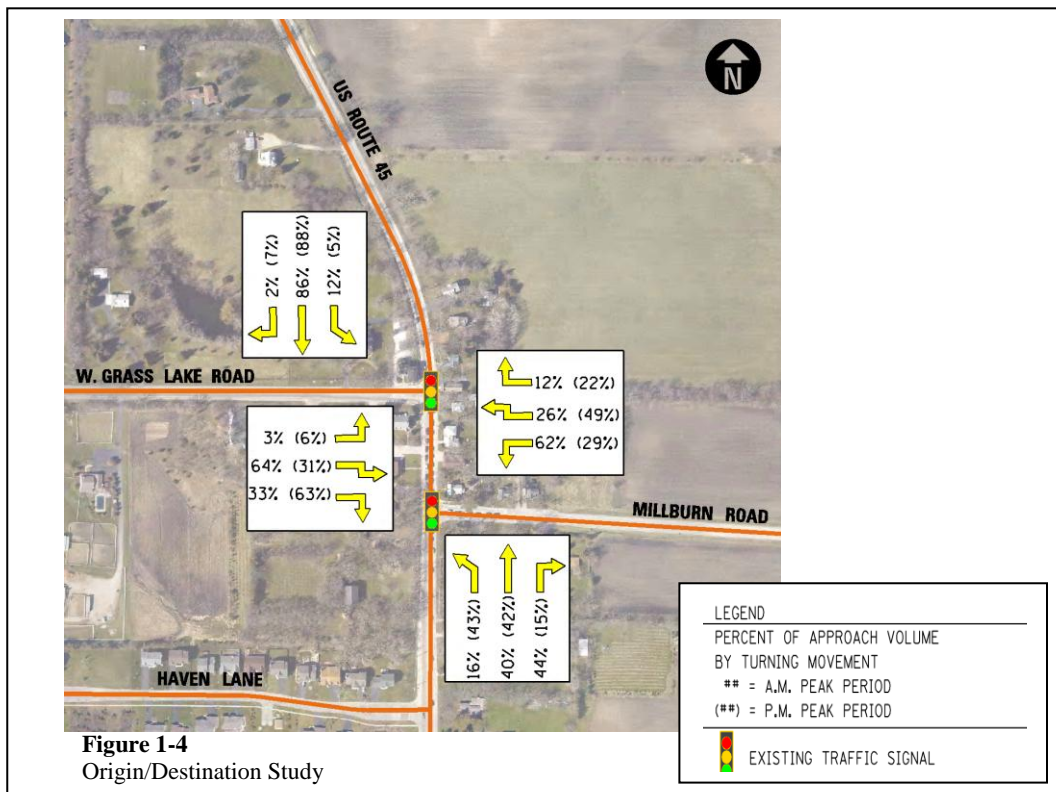 N
US ROUTE 45
2% (7%)
86% (88%)
12% (5%)
W. GRASS LAKE ROAD
12% (22%)
26% (49%)
62% (29%)
3% (6%)
64% (31%)
33% (63%)
MILLBURN ROAD
16% (43%)
40% (42%)
44% (15%)
HAVEN LANE
LEGEND
PERCENT OF APPROACH VOLUME
BY TURNING MOVEMENT
## = A.M. PEAK PERIOD
(##) = P.M. PEAK PERIOD
EXISTING TRAFFIC SIGNAL
Figure 1-4
Origin/Destination Study